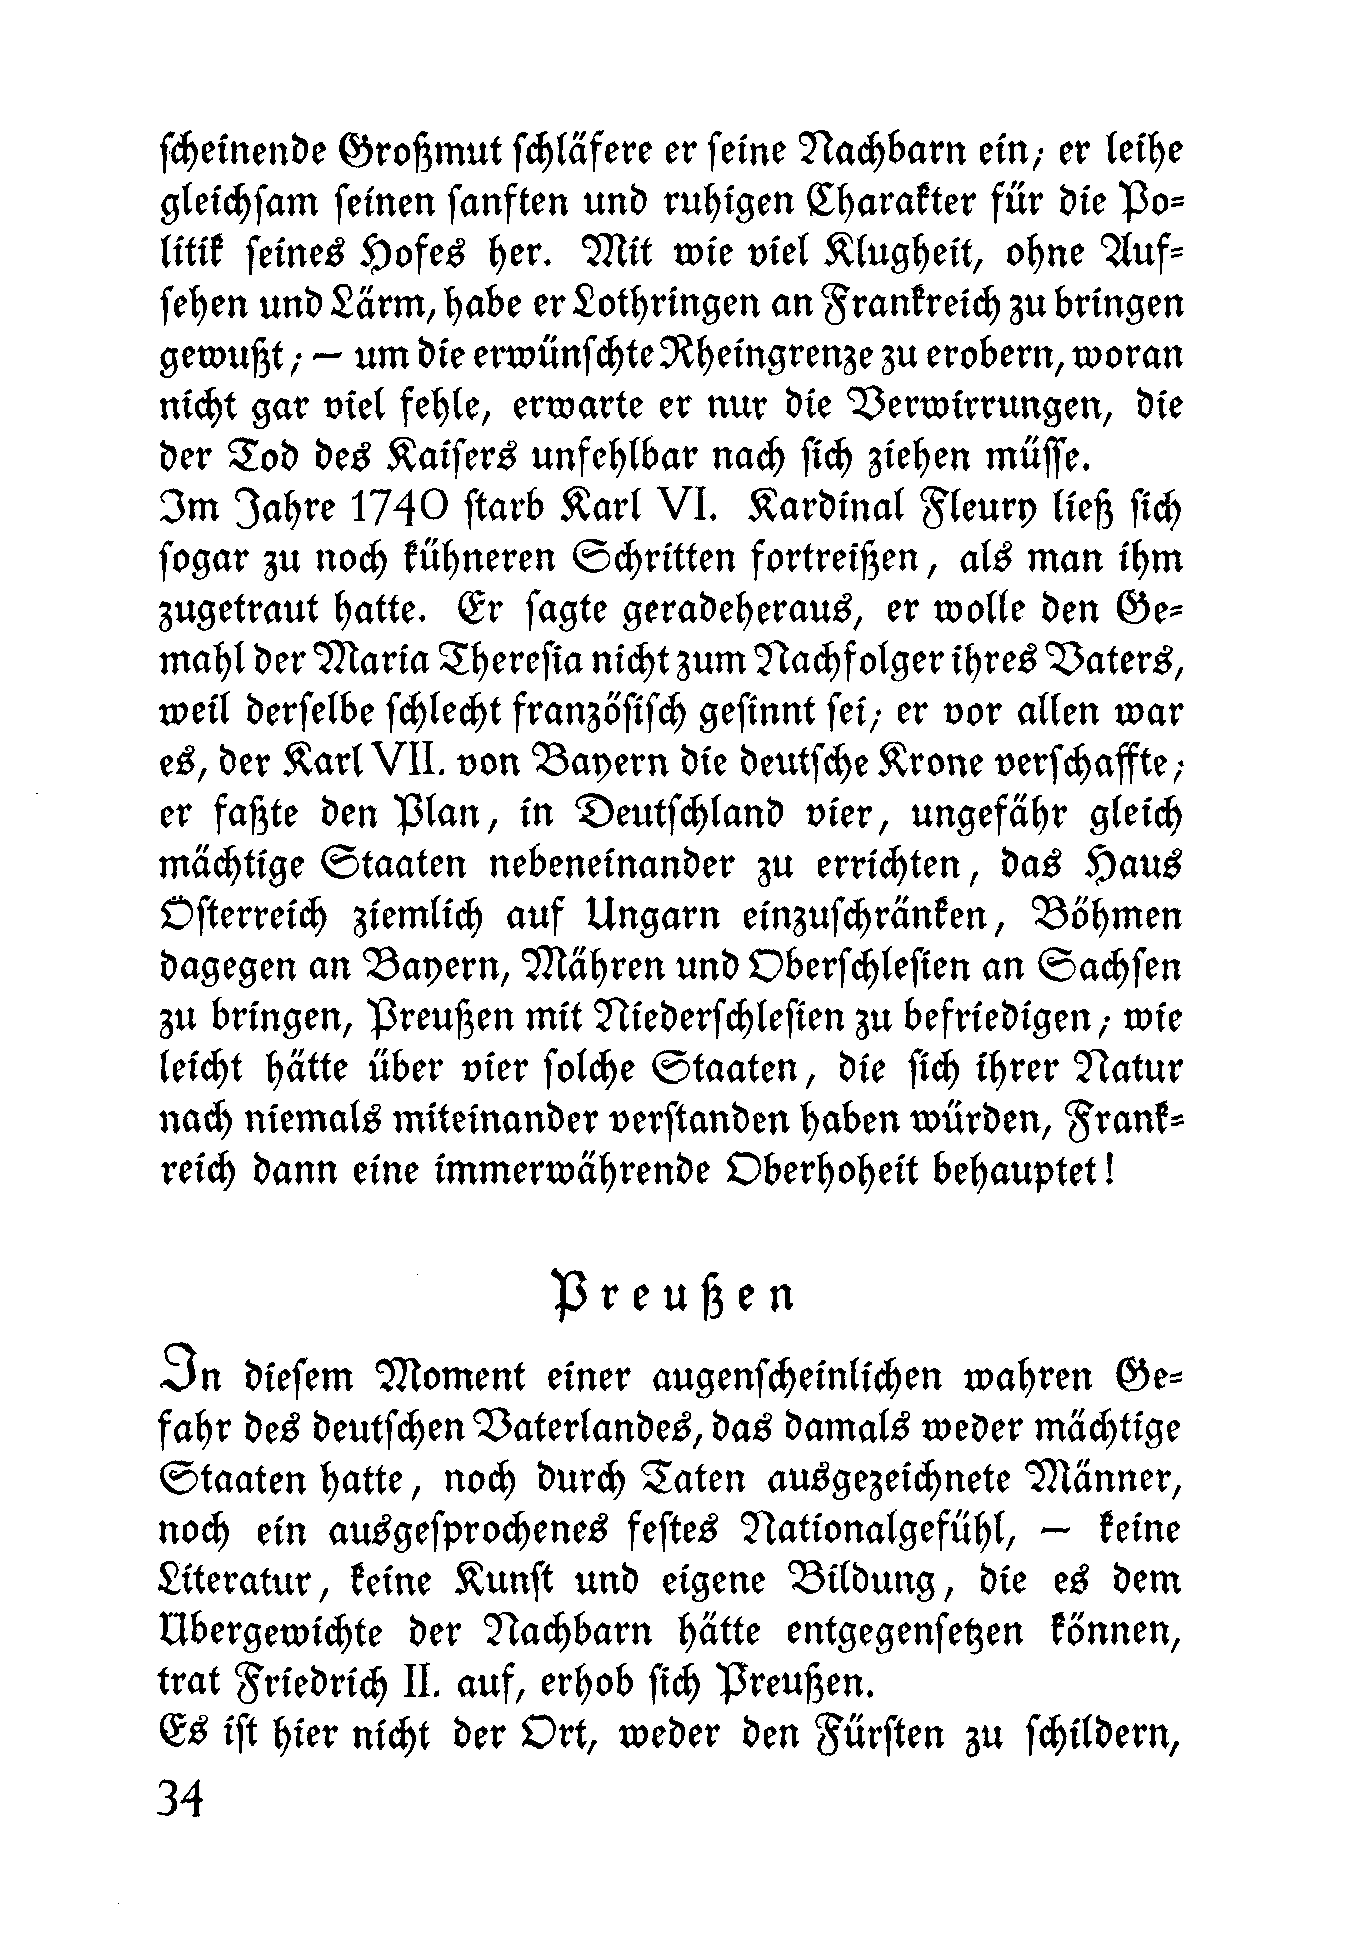 scheinende Großmut schläfere er seine Nachbarn ein; er leihe
gleichsam seinen sanften und ruhigen Charakter für die Po-
litik seines Hofes her. Mit wie viel Klugheit, ohne Auf-
sehen und Lärm, habe er Lothringen an Frankreich zu bringen
gewußt; — um die erwünschte Rheingrenze zu erobern, woran
nicht gar viel fehle, erwarte er nur die Verwirrungen, die
der Tod des Kaisers unfehlbar nach sich ziehen müsse.
Im Jahre 1740 starb Karl VI. Kardinal Fleury ließ sich
sogar zu noch kühneren Schritten fortreißen, als man ihm
zugetraut hatte. Er sagte geradeheraus, er wolle den Ge-
mahl der Maria Theresia nicht zum Nachfolger ihres Vaters,
weil derselbe schlecht französisch gesinnt sei; er vor allen war
es, der Karl VII. von Bayern die deutsche Krone verschaffte;
er faßte den Plan, in Deutschland vier, ungefähr gleich
mächtige Staaten nebeneinander zu errichten, das Haus
Österreich ziemlich auf Ungarn einzuschränken, Böhmen
dagegen an Bayern, Mähren und Oberschlesien an Sachsen
zu bringen, Preußen mit Niederschlesien zu befriedigen; wie
leicht hätte über vier solche Staaten, die sich ihrer Natur
nach niemals miteinander verstanden haben würden, Frank-
reich dann eine immerwährende Oberhoheit behauptet!
Preußen
In diesem Moment einer augenscheinlichen wahren Ge-
fahr des deutschen Vaterlandes, das damals weder mächtige
Staaten hatte, noch durch Taten ausgezeichnete Männer,
noch ein ausgesprochenes festes Nationalgefühl, — keine
Literatur, keine Kunst und eigene Bildung, die es dem
Übergewichte der Nachbarn hätte entgegensetzen können,
trat Friedrich II. auf, erhob sich Preußen.
Es ist hier nicht der Ort, weder den Fürsten zu schildern,
34